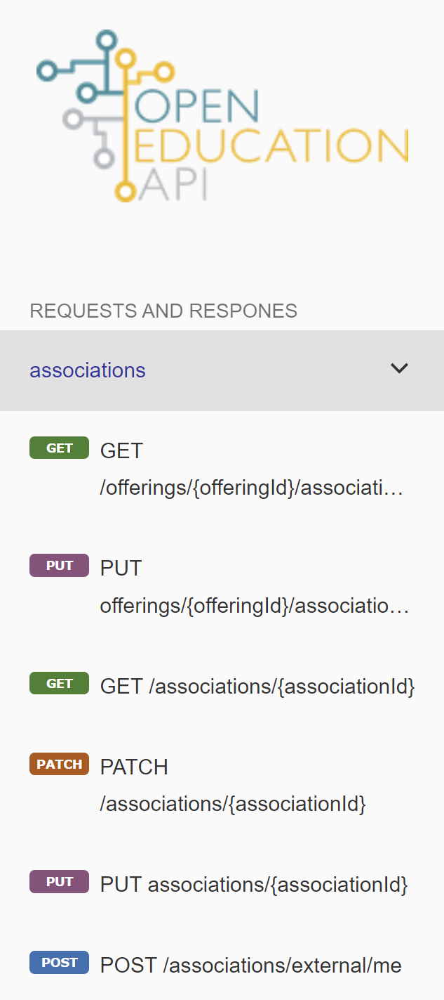 OPEN
EDUCATION
API
REQUESTS AND RESPONES
associations
GET GET
/offerings/{offeringId}/associati…
PUT PUT
offerings/{offeringId}/associatio…
GET GET /associations/{associationId}
PATCH PATCH
/associations/{associationId}
PUT PUT associations/{associationId}
POST POST /associations/external/me